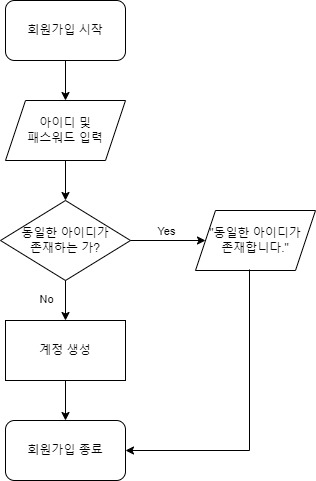 회원가입 시작
아이디 및
패스워드 입력
동일한 아이디가
존재하는 가?
Yes
"동일한 아이디가
존재합니다."
No
계정 생성
회원가입 종료